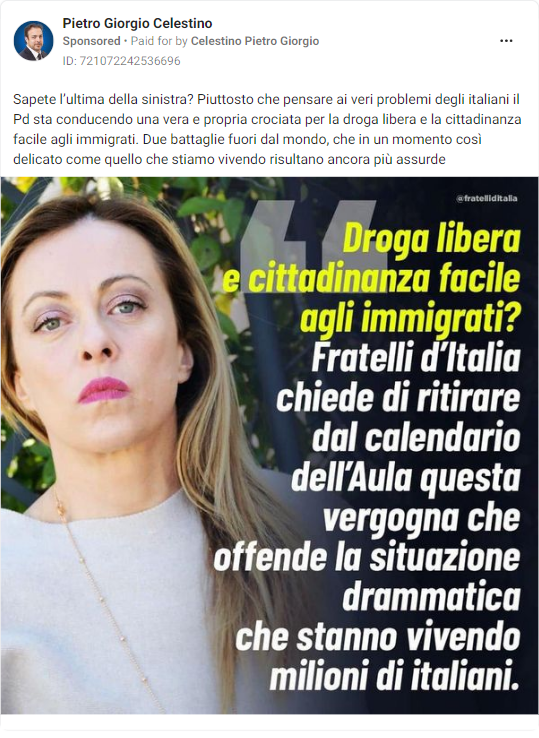 Pietro Giorgio Celestino
Sponsored • Paid for by Celestino Pietro Giorgio
ID: 721072242536696
Sapete l'ultima della sinistra? Piuttosto che pensare ai veri problemi degli italiani il
Pd sta conducendo una vera e propria crociata per la droga libera e la cittadinanza
facile agli immigrati. Due battaglie fuori dal mondo, che in un momento così
delicato come quello che stiamo vivendo risultano ancora più assurde
@fratelliditalia
Droga libera
e cittadinanza facile
agli immigrati?
Fratelli d'Italia
chiede di ritirare
dal calendario
dell'Aula questa
vergogna che
offende la situazione
drammatica
che stanno vivendo
milioni di italiani.